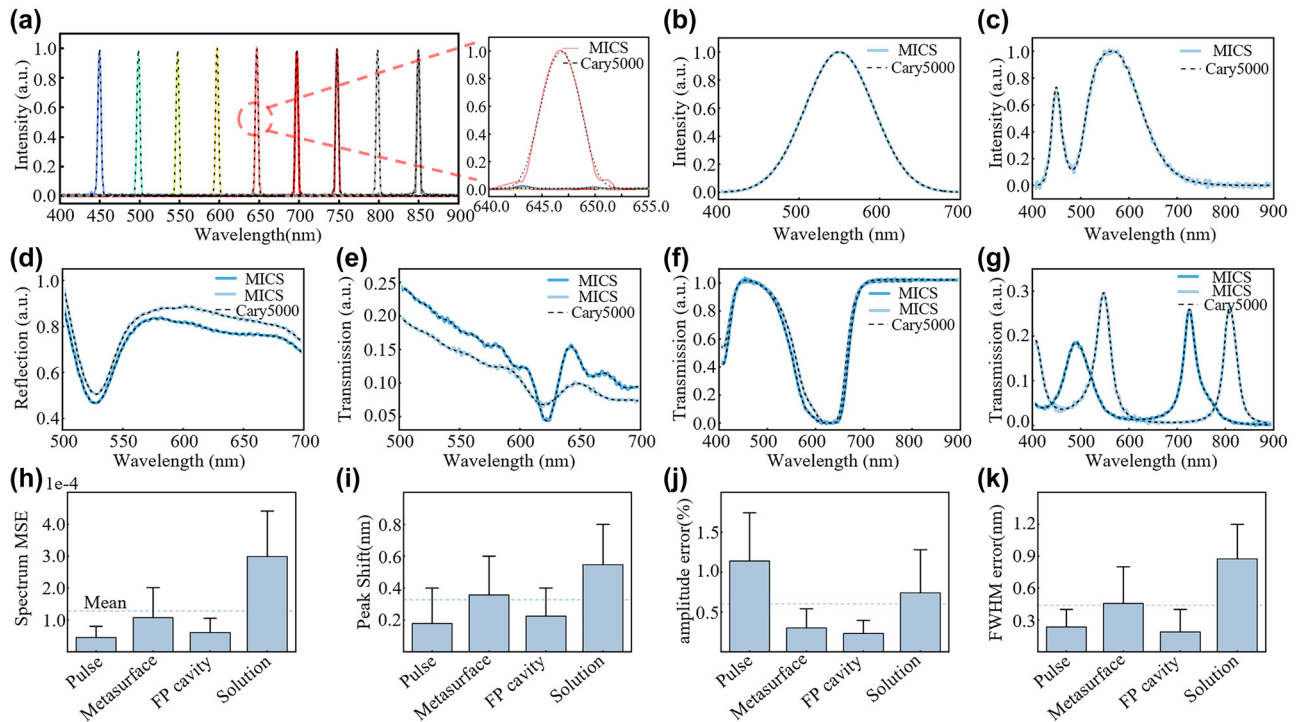 (a)
Intensity (a.u.)
1.0
0.8
0.6
0.4
0.2
0.0
400 450 500 550 600 650 700 750 800 850 900
Wavelength(nm)
1.0
0.8
0.6
0.4
0.2
0.0
640.0 645.0 650.0 655.0
MICS
Cary5000
(b)
Intensity (a.u.)
1.0
0.8
0.6
0.4
0.2
0.0
400 500 600 700
Wavelength (nm)
MICS
Cary5000
(c)
Intensity (a.u.)
1.0
0.8
0.6
0.4
0.2
0.0
400 500 600 700 800 900
Wavelength (nm)
MICS
Cary5000
(d)
Reflection (a.u.)
1.0
0.8
0.6
0.4
500 550 600 650 700
Wavelength (nm)
MICS
MICS
Cary5000
(e)
Transmission (a.u.)
0.25
0.20
0.15
0.10
0.05
500 550 600 650 700
Wavelength (nm)
MICS
MICS
Cary5000
(f)
Transmission (a.u.)
1.0
0.8
0.6
0.4
0.2
0.0
400 500 600 700 800 900
Wavelength (nm)
MICS
MICS
Cary5000
(g)
Transmission (a.u.)
0.3
0.2
0.1
0.0
400 500 600 700 800 900
Wavelength (nm)
MICS
MICS
Cary5000
(h)
1e-4
Spectrum MSE
4.0
3.0
2.0
1.0
Mean
Pulse
Metasurface
FP cavity
Solution
(i)
Peak Shift(nm)
0.8
0.6
0.4
0.2
Pulse
Metasurface
FP cavity
Solution
(j)
amplitude error(%)
1.5
1.0
0.5
Pulse
Metasurface
FP cavity
Solution
(k)
FWHM error(nm)
1.2
0.9
0.6
0.3
Pulse
Metasurface
FP cavity
Solution